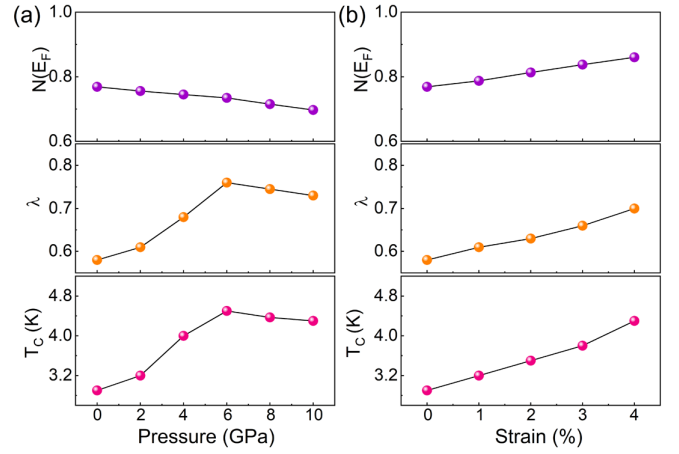 (a)
(b)
N(E_F)
1.0
0.8
0.6
N(E_F)
1.0
0.8
0.6
λ
0.8
0.7
0.6
λ
0.8
0.7
0.6
T_C (K)
4.8
4.0
3.2
T_C (K)
4.8
4.0
3.2
0 2 4 6 8 10
0 1 2 3 4
Pressure (GPa)
Strain (%)